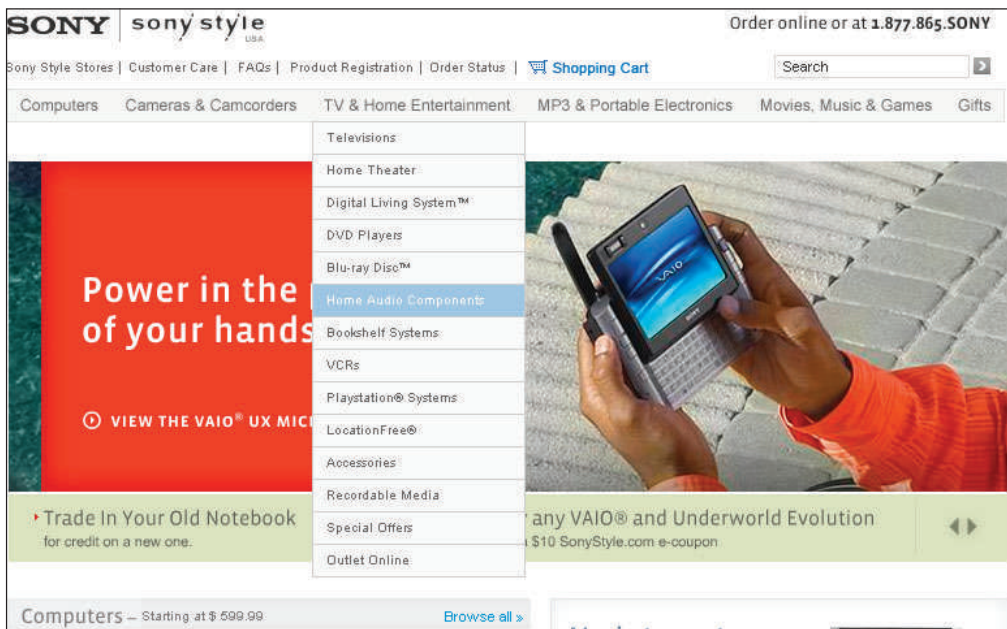 SONY sony style
USA
Order online or at 1.877.865.SONY
Sony Style Stores | Customer Care | FAQs | Product Registration | Order Status | Shopping Cart
Search
Computers Cameras & Camcorders TV & Home Entertainment MP3 & Portable Electronics Movies, Music & Games Gifts
Televisions
Home Theater
Digital Living System™
DVD Players
Blu-ray Disc™
Home Audio Components
Bookshelf Systems
VCRs
Playstation® Systems
LocationFree®
Accessories
Recordable Media
Special Offers
Outlet Online
Power in the
of your hands
VIEW THE VAIO® UX
VAIO
SONY
Trade In Your Old Notebook
for credit on a new one.
any VAIO® and Underworld Evolution
$10 SonyStyle.com e-coupon
Computers – Starting at $ 599.99 Browse all »